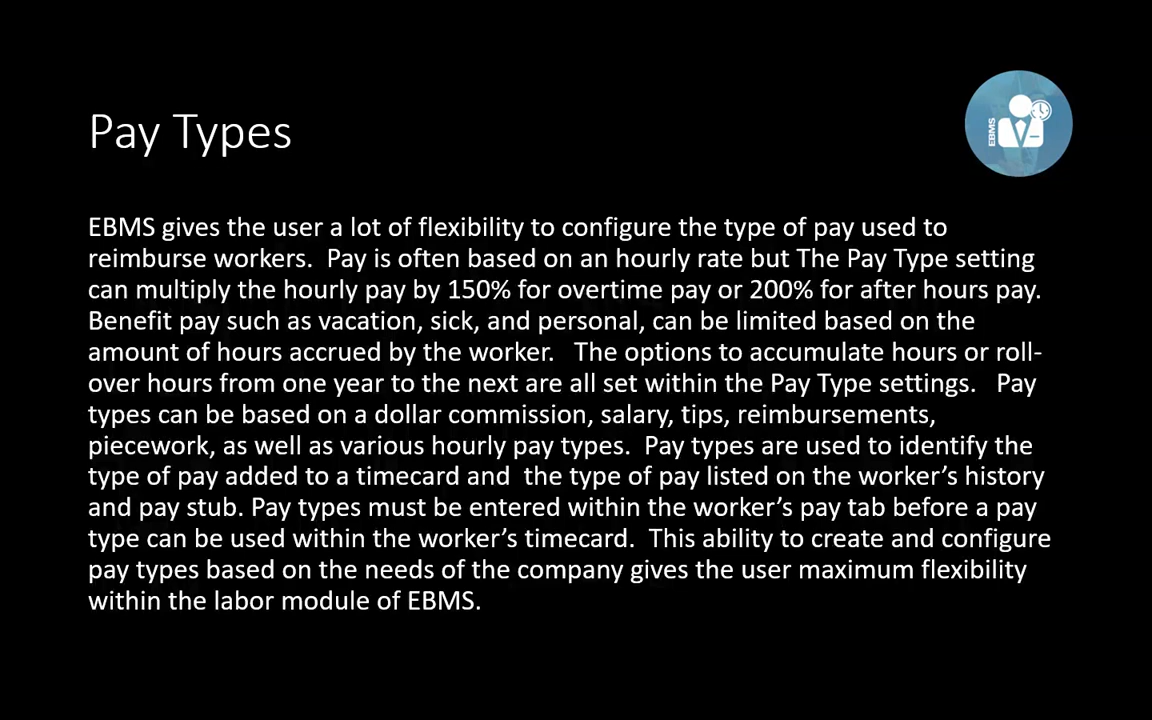 Pay Types
EBMS
EBMS gives the user a lot of flexibility to configure the type of pay used to
reimburse workers.  Pay is often based on an hourly rate but The Pay Type setting
can multiply the hourly pay by 150% for overtime pay or 200% for after hours pay.
Benefit pay such as vacation, sick, and personal, can be limited based on the
amount of hours accrued by the worker.   The options to accumulate hours or roll-
over hours from one year to the next are all set within the Pay Type settings.   Pay
types can be based on a dollar commission, salary, tips, reimbursements,
piecework, as well as various hourly pay types.  Pay types are used to identify the
type of pay added to a timecard and  the type of pay listed on the worker’s history
and pay stub. Pay types must be entered within the worker’s pay tab before a pay
type can be used within the worker’s timecard.  This ability to create and configure
pay types based on the needs of the company gives the user maximum flexibility
within the labor module of EBMS.